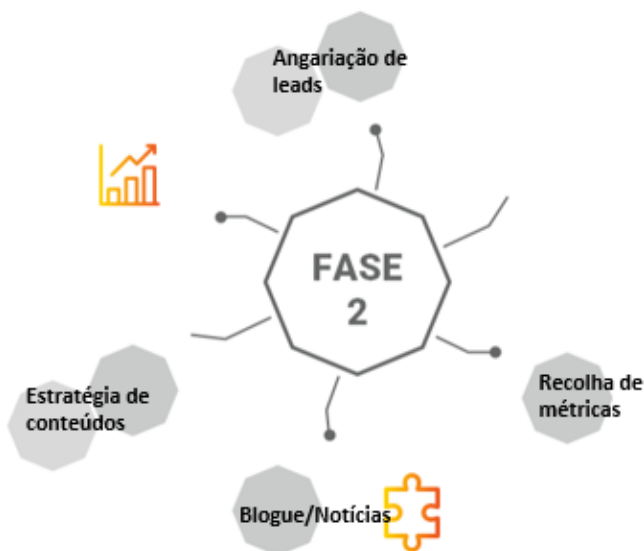 Angariação de
leads
FASE
2
Estratégia de
conteúdos
Recolha de
métricas
Blogue/Notícias